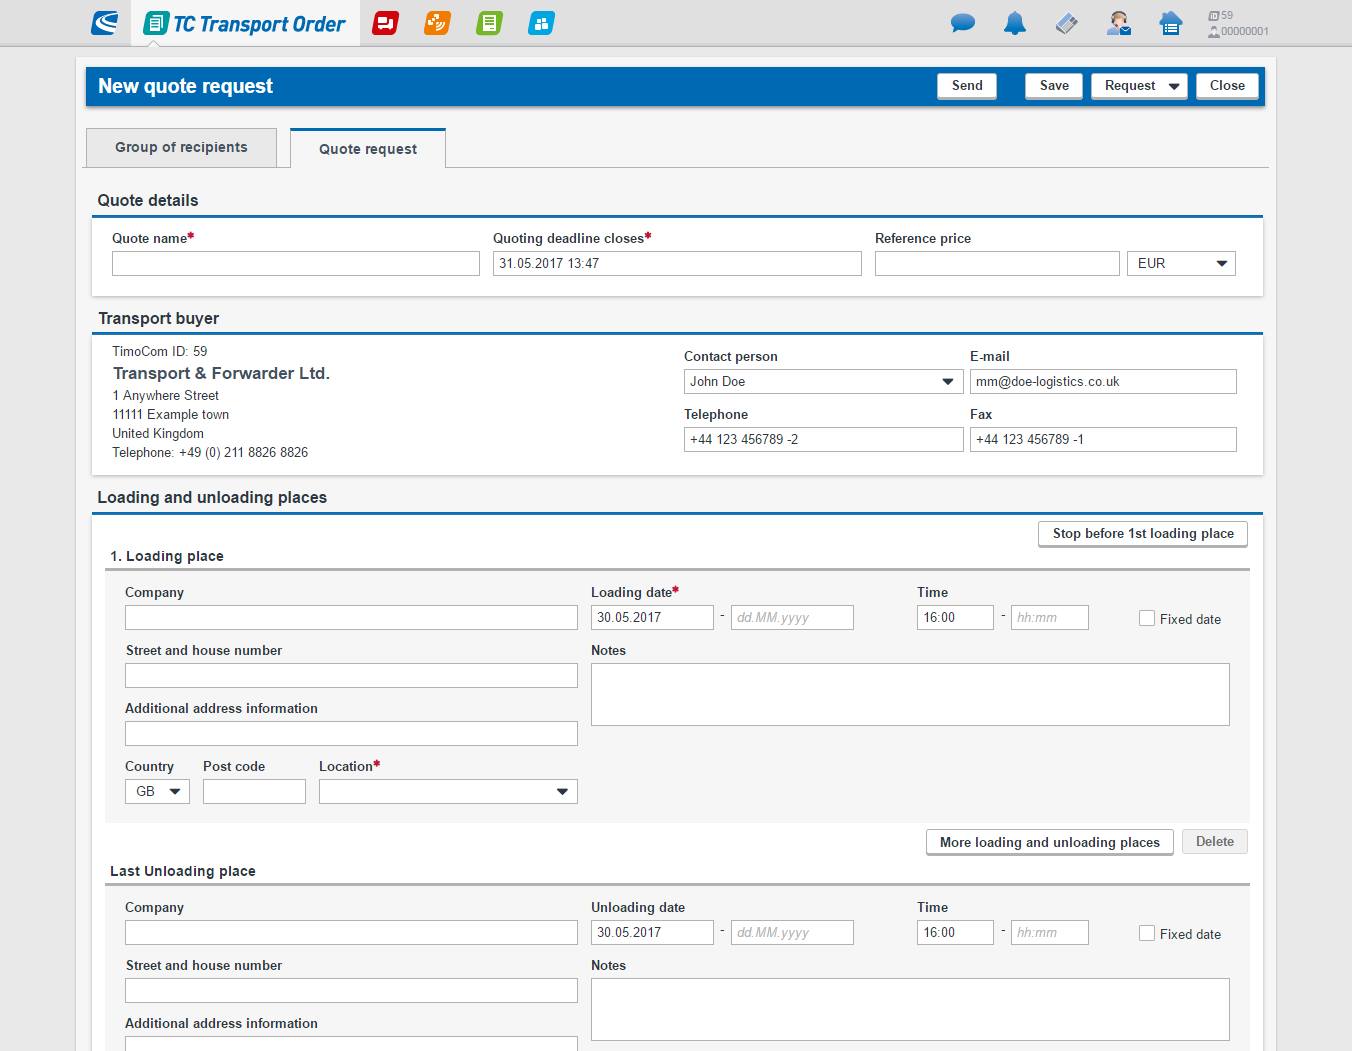 TC Transport Order
ID 59
00000001
New quote request
Send
Save
Request
Close
Group of recipients
Quote request
Quote details
Quote name*
Quoting deadline closes*
Reference price
31.05.2017 13:47
EUR
Transport buyer
TimoCom ID: 59
Transport & Forwarder Ltd.
1 Anywhere Street
11111 Example town
United Kingdom
Telephone: +49 (0) 211 8826 8826
Contact person
E-mail
John Doe
mm@doe-logistics.co.uk
Telephone
Fax
+44 123 456789 -2
+44 123 456789 -1
Loading and unloading places
Stop before 1st loading place
1. Loading place
Company
Loading date*
Time
30.05.2017 - dd.MM.yyyy
16:00 - hh:mm
Fixed date
Street and house number
Notes
Additional address information
Country
Post code
Location*
GB
More loading and unloading places
Delete
Last Unloading place
Company
Unloading date
Time
30.05.2017 - dd.MM.yyyy
16:00 - hh:mm
Fixed date
Street and house number
Notes
Additional address information